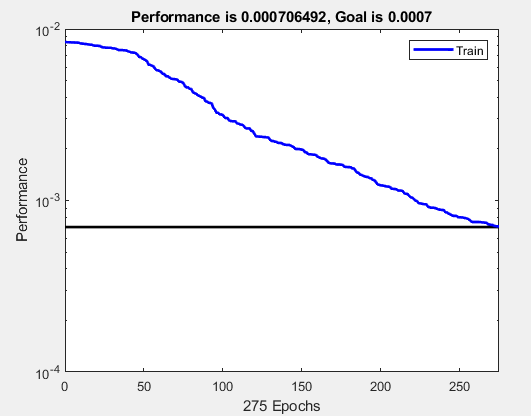 Performance is 0.000706492, Goal is 0.0007
Train
Performance
10^-2
10^-3
10^-4
0 50 100 150 200 250
275 Epochs